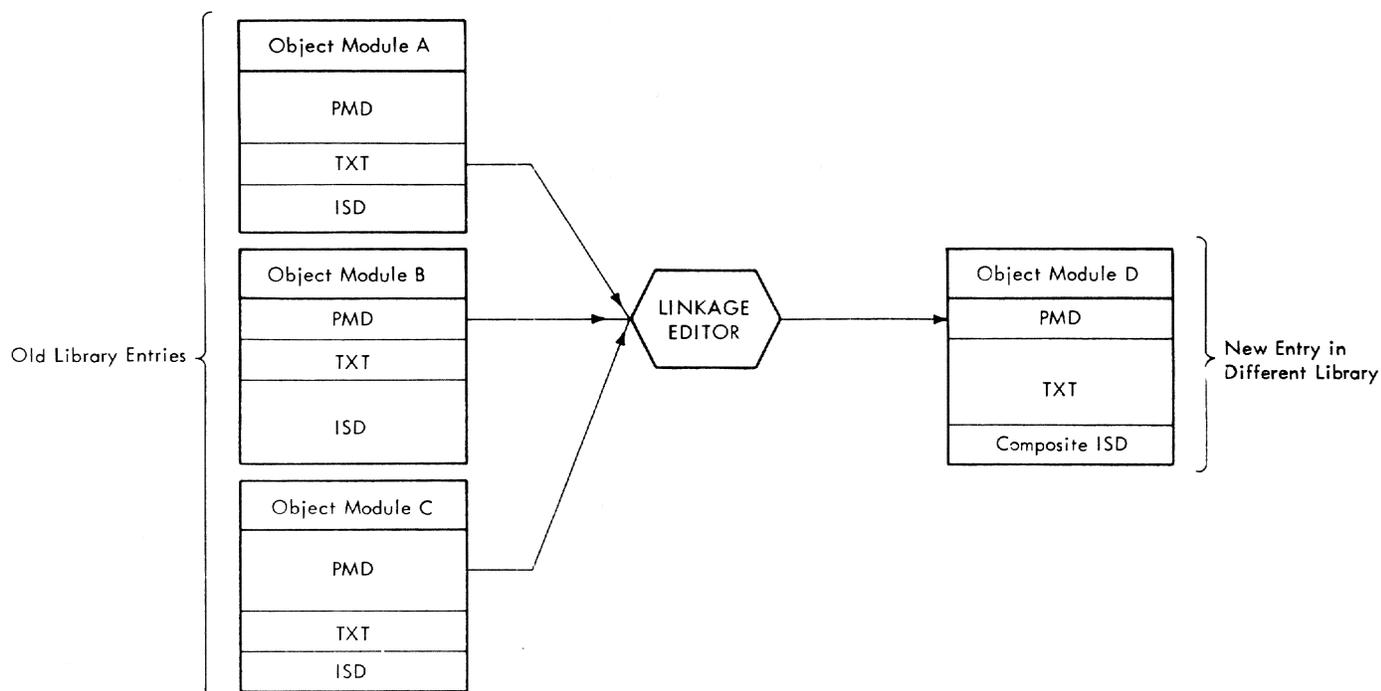 Object Module A
PMD
TXT
ISD
Object Module B
PMD
TXT
ISD
Object Module C
PMD
TXT
ISD
Old Library Entries
LINKAGE
EDITOR
Object Module D
PMD
TXT
Composite ISD
New Entry in
Different Library